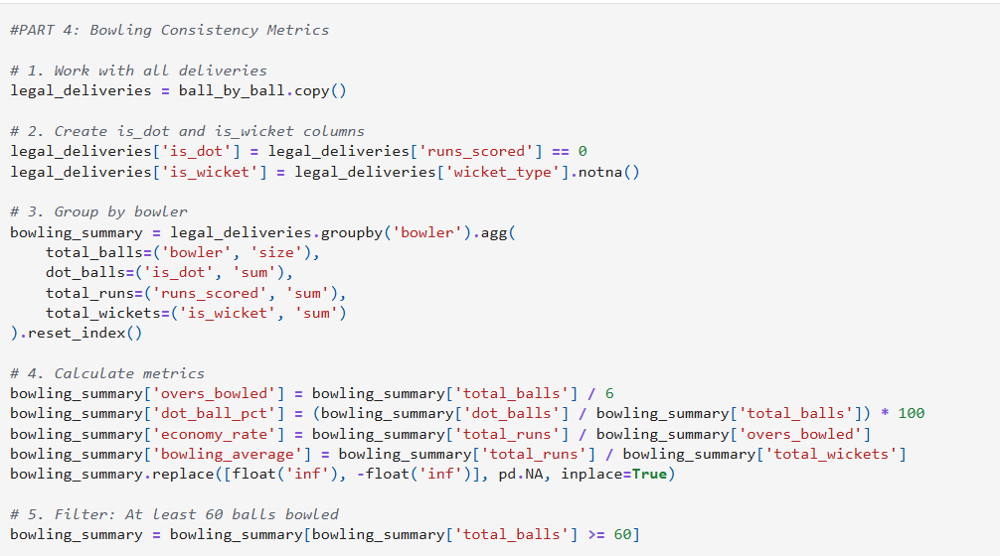 #PART 4: Bowling Consistency Metrics
# 1. Work with all deliveries
legal_deliveries = ball_by_ball.copy()
# 2. Create is_dot and is_wicket columns
legal_deliveries['is_dot'] = legal_deliveries['runs_scored'] == 0
legal_deliveries['is_wicket'] = legal_deliveries['wicket_type'].notna()
# 3. Group by bowler
bowling_summary = legal_deliveries.groupby('bowler').agg(
    total_balls=('bowler', 'size'),
    dot_balls=('is_dot', 'sum'),
    total_runs=('runs_scored', 'sum'),
    total_wickets=('is_wicket', 'sum')
).reset_index()
# 4. Calculate metrics
bowling_summary['overs_bowled'] = bowling_summary['total_balls'] / 6
bowling_summary['dot_ball_pct'] = (bowling_summary['dot_balls'] / bowling_summary['total_balls']) * 100
bowling_summary['economy_rate'] = bowling_summary['total_runs'] / bowling_summary['overs_bowled']
bowling_summary['bowling_average'] = bowling_summary['total_runs'] / bowling_summary['total_wickets']
bowling_summary.replace([float('inf'), -float('inf')], pd.NA, inplace=True)
# 5. Filter: At least 60 balls bowled
bowling_summary = bowling_summary[bowling_summary['total_balls'] >= 60]